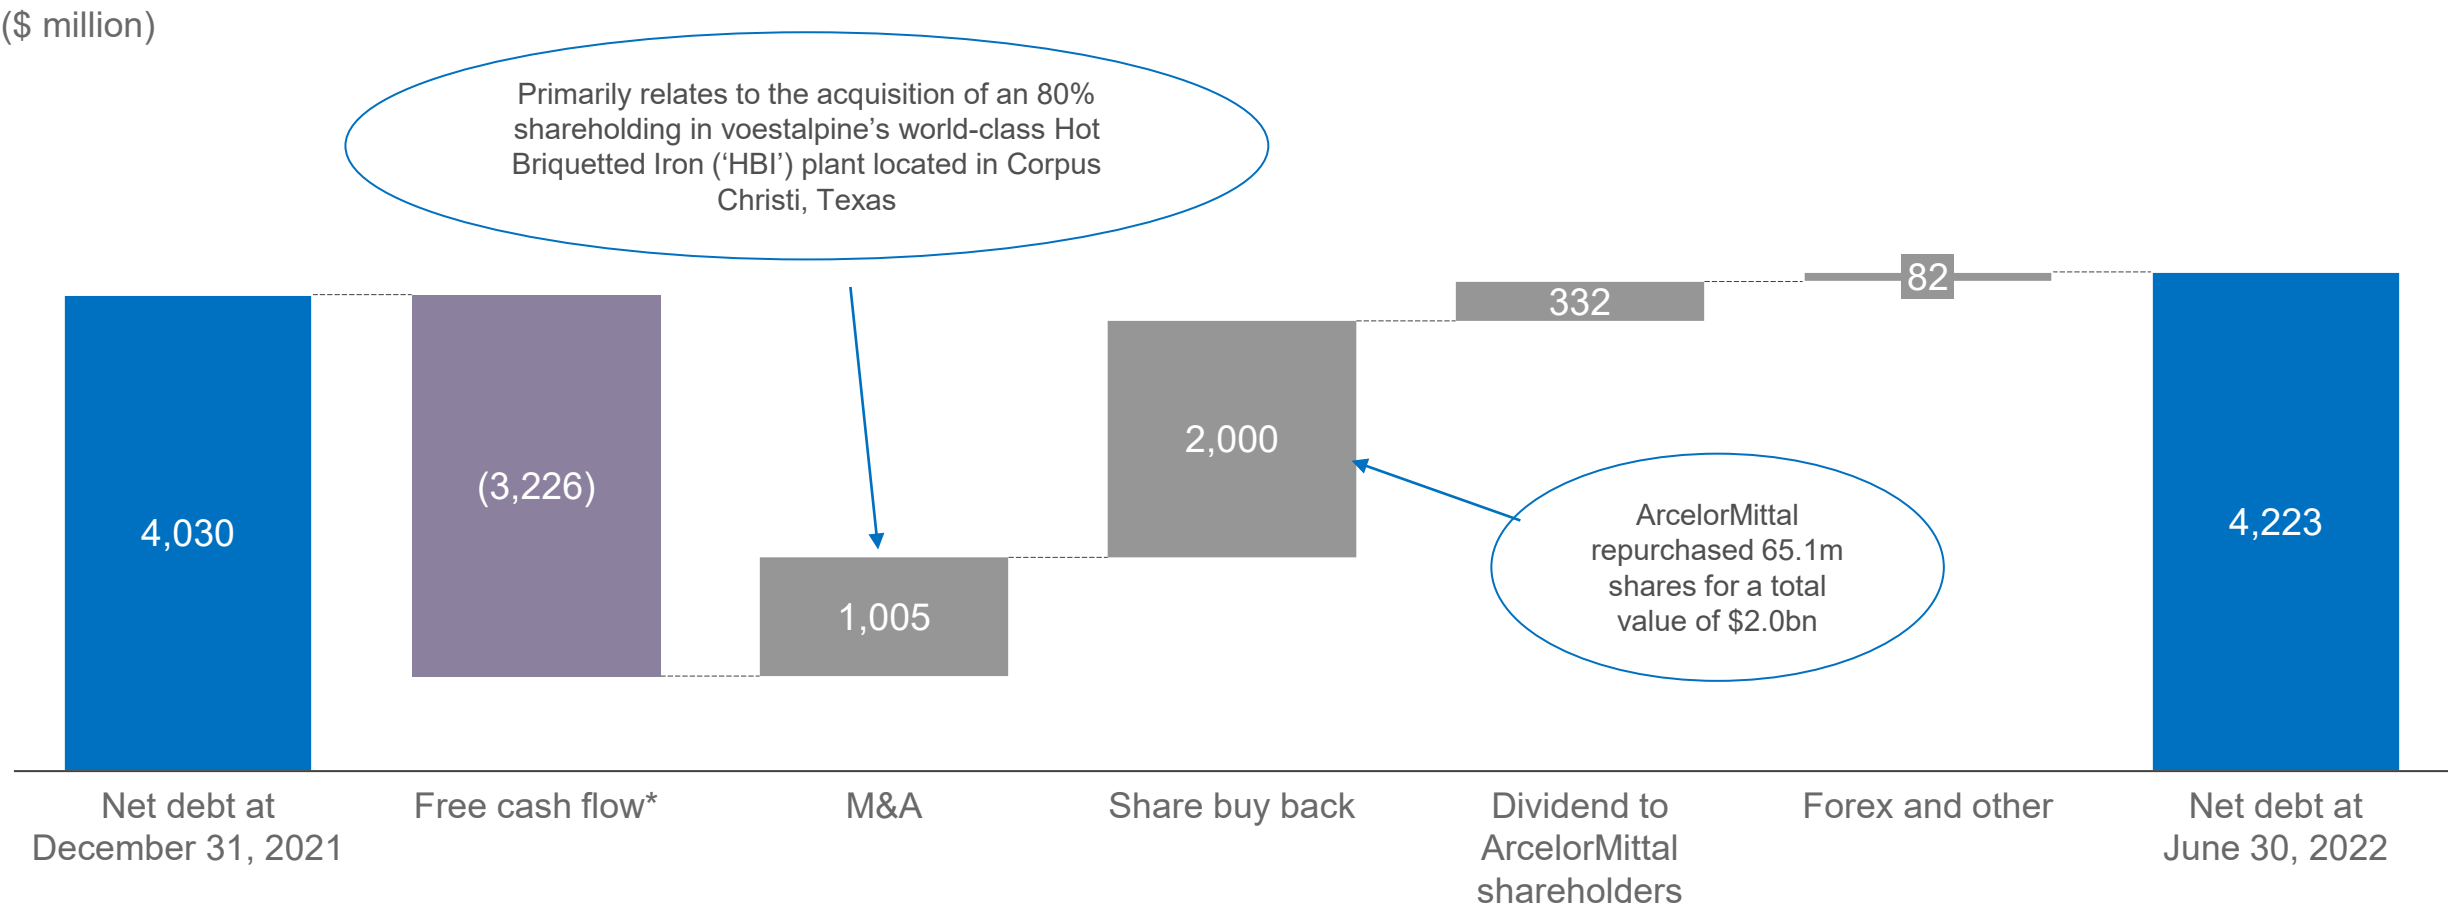 ($ million)
Primarily relates to the acquisition of an 80%
shareholding in voestalpine’s world-class Hot
Briquetted Iron (‘HBI’) plant located in Corpus
Christi, Texas
82
332
2,000
(3,226)
4,030
4,223
1,005
ArcelorMittal
repurchased 65.1m
shares for a total
value of $2.0bn
Net debt at
December 31, 2021
Free cash flow*
M&A
Share buy back
Dividend to
ArcelorMittal
shareholders
Forex and other
Net debt at
June 30, 2022